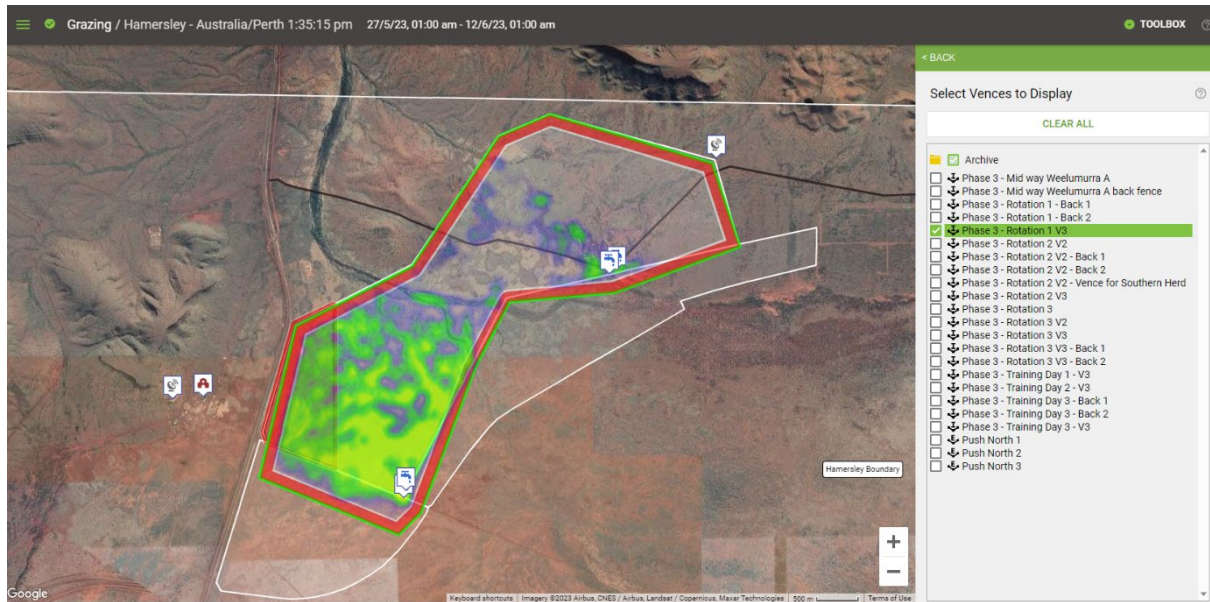 Grazing / Hamersley - Australia/Perth 1:35:15 pm 27/5/23, 01:00 am - 12/6/23, 01:00 am
TOOLBOX
< BACK
Select Vences to Display
CLEAR ALL
Archive
Phase 3 - Mid way Weelumurra A
Phase 3 - Mid way Weelumurra A back fence
Phase 3 - Rotation 1 - Back 1
Phase 3 - Rotation 1 - Back 2
Phase 3 - Rotation 1 V3
Phase 3 - Rotation 2 V2
Phase 3 - Rotation 2 V2 - Back 1
Phase 3 - Rotation 2 V2 - Back 2
Phase 3 - Rotation 2 V2 - Vence for Southern Herd
Phase 3 - Rotation 2 V3
Phase 3 - Rotation 3
Phase 3 - Rotation 3 V2
Phase 3 - Rotation 3 V3
Phase 3 - Rotation 3 V3 - Back 1
Phase 3 - Rotation 3 V3 - Back 2
Phase 3 - Training Day 1 - V3
Phase 3 - Training Day 2 - V3
Phase 3 - Training Day 3 - Back 1
Phase 3 - Training Day 3 - Back 2
Phase 3 - Training Day 3 - V3
Push North 1
Push North 2
Push North 3
Hamersley Boundary
Google
Keyboard shortcuts Imagery ©2023 Airbus, CNES / Airbus, Landsat / Copernicus, Maxar Technologies 500 m Terms of Use